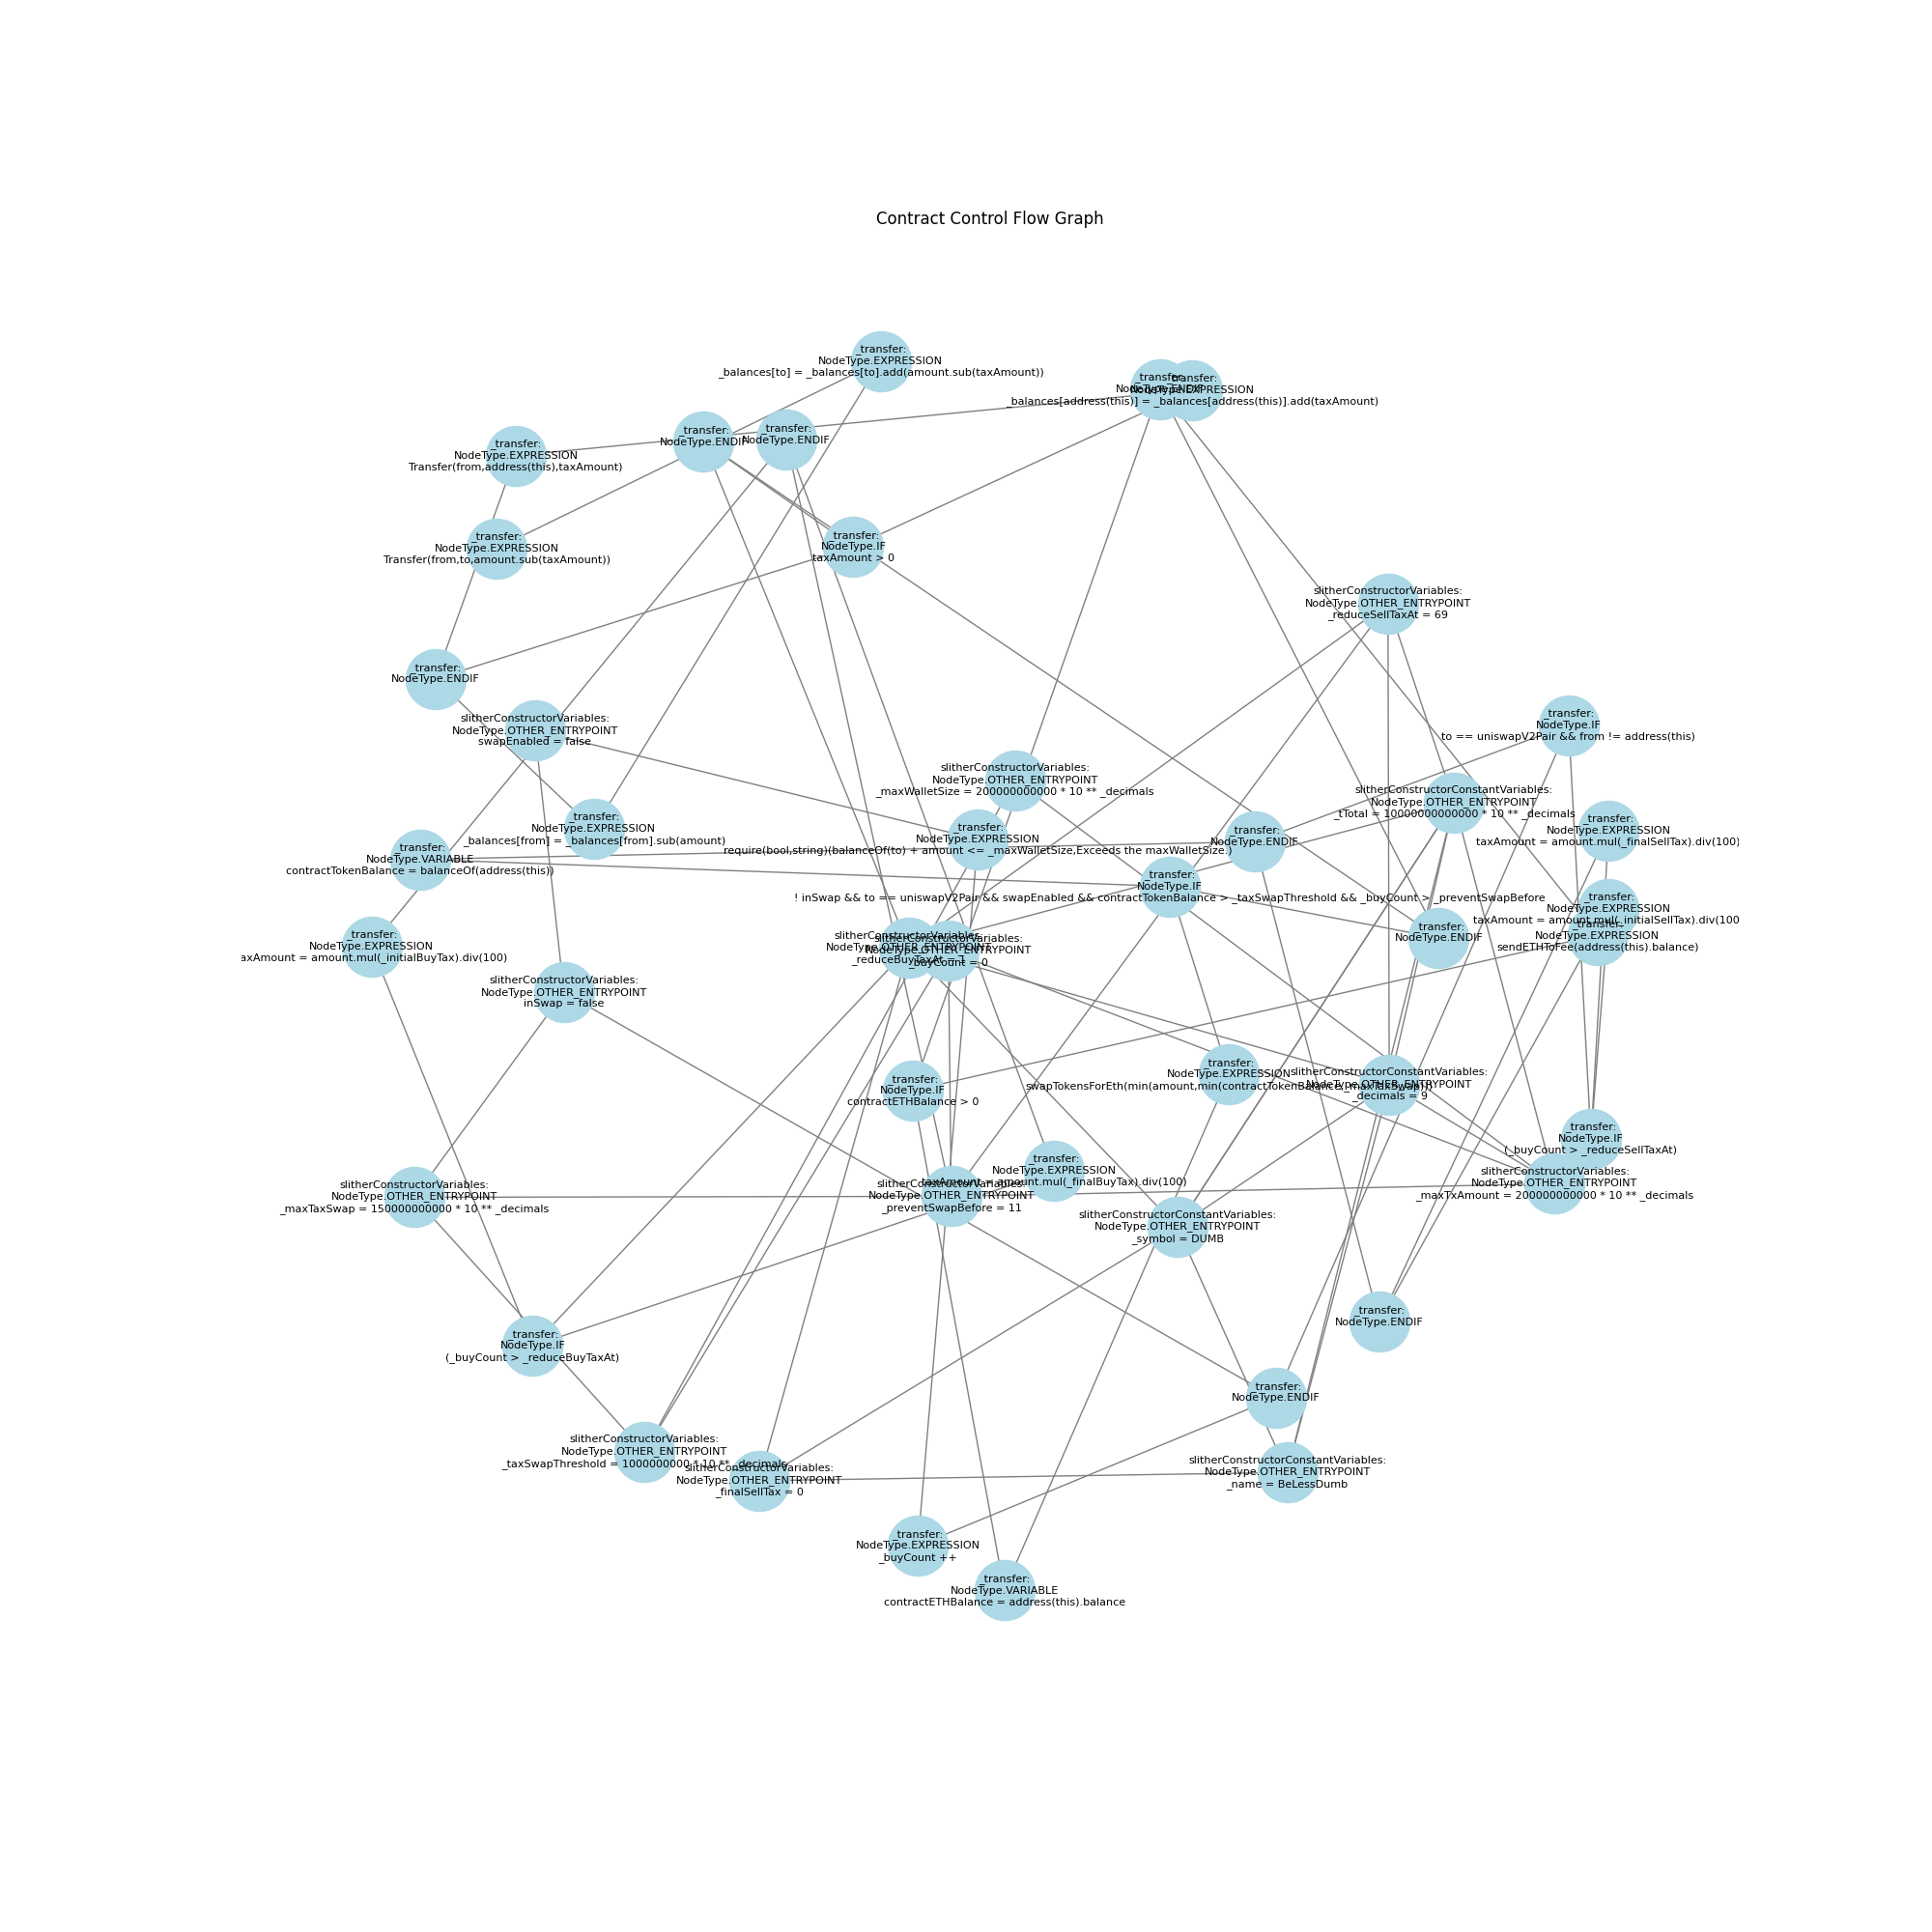 Contract Control Flow Graph
_transfer:
NodeType.EXPRESSION
_balances[to] = _balances[to].add(amount.sub(taxAmount))
_transfer:
_transfer:
NodeType.EXPRESSION
_balances[address(this)] = _balances[address(this)].add(taxAmount)
_transfer:
NodeType.ENDIF
_transfer:
NodeType.ENDIF
_transfer:
NodeType.EXPRESSION
Transfer(from,address(this),taxAmount)
_transfer:
NodeType.EXPRESSION
Transfer(from,to,amount.sub(taxAmount))
_transfer:
NodeType.IF
taxAmount > 0
slitherConstructorVariables:
NodeType.OTHER_ENTRYPOINT
_reduceSellTaxAt = 69
_transfer:
NodeType.ENDIF
slitherConstructorVariables:
NodeType.OTHER_ENTRYPOINT
swapEnabled = false
_transfer:
NodeType.IF
to == uniswapV2Pair && from != address(this)
slitherConstructorVariables:
NodeType.OTHER_ENTRYPOINT
_maxWalletSize = 200000000000 * 10 ** _decimals
slitherConstructorConstantVariables:
NodeType.OTHER_ENTRYPOINT
_tTotal = 10000000000000 * 10 ** _decimals
_transfer:
NodeType.EXPRESSION
_balances[from] = _balances[from].sub(amount)
_transfer:
NodeType.EXPRESSION
taxAmount = amount.mul(_finalSellTax).div(100)
_transfer:
NodeType.EXPRESSION
require(bool,string)(balanceOf(to) + amount <= _maxWalletSize,Exceeds the maxWalletSize.)
_transfer:
NodeType.ENDIF
_transfer:
NodeType.VARIABLE
contractTokenBalance = balanceOf(address(this))
_transfer:
NodeType.IF
! inSwap && to == uniswapV2Pair && swapEnabled && contractTokenBalance > _taxSwapThreshold && _buyCount > _preventSwapBefore
_transfer:
NodeType.EXPRESSION
taxAmount = amount.mul(_initialSellTax).div(100
_transfer:
NodeType.EXPRESSION
sendETHToFee(address(this).balance)
_transfer:
NodeType.ENDIF
_transfer:
NodeType.EXPRESSION
axAmount = amount.mul(_initialBuyTax).div(100)
slitherConstructorVariables:
NodeType.OTHER_ENTRYPOINT
_reduceBuyTaxAt = 1
slitherConstructorVariables:
NodeType.OTHER_ENTRYPOINT
_buyCount = 0
slitherConstructorVariables:
NodeType.OTHER_ENTRYPOINT
inSwap = false
_transfer:
NodeType.EXPRESSION
swapTokensForEth(min(amount,min(contractTokenBalance,_maxTaxSwap)))
slitherConstructorConstantVariables:
NodeType.OTHER_ENTRYPOINT
_decimals = 9
_transfer:
NodeType.IF
contractETHBalance > 0
_transfer:
NodeType.IF
(_buyCount > _reduceSellTaxAt)
_transfer:
NodeType.EXPRESSION
taxAmount = amount.mul(_finalBuyTax).div(100)
slitherConstructorVariables:
NodeType.OTHER_ENTRYPOINT
_maxTxAmount = 200000000000 * 10 ** _decimals
slitherConstructorVariables:
NodeType.OTHER_ENTRYPOINT
_maxTaxSwap = 150000000000 * 10 ** _decimals
slitherConstructorVariables:
NodeType.OTHER_ENTRYPOINT
_preventSwapBefore = 11
slitherConstructorConstantVariables:
NodeType.OTHER_ENTRYPOINT
_symbol = DUMB
_transfer:
NodeType.ENDIF
_transfer:
NodeType.IF
(_buyCount > _reduceBuyTaxAt)
_transfer:
NodeType.ENDIF
slitherConstructorVariables:
NodeType.OTHER_ENTRYPOINT
_taxSwapThreshold = 1000000000 * 10 ** _decimals
slitherConstructorVariables:
NodeType.OTHER_ENTRYPOINT
_finalSellTax = 0
slitherConstructorConstantVariables:
NodeType.OTHER_ENTRYPOINT
_name = BeLessDumb
_transfer:
NodeType.EXPRESSION
_buyCount ++
_transfer:
NodeType.VARIABLE
contractETHBalance = address(this).balance